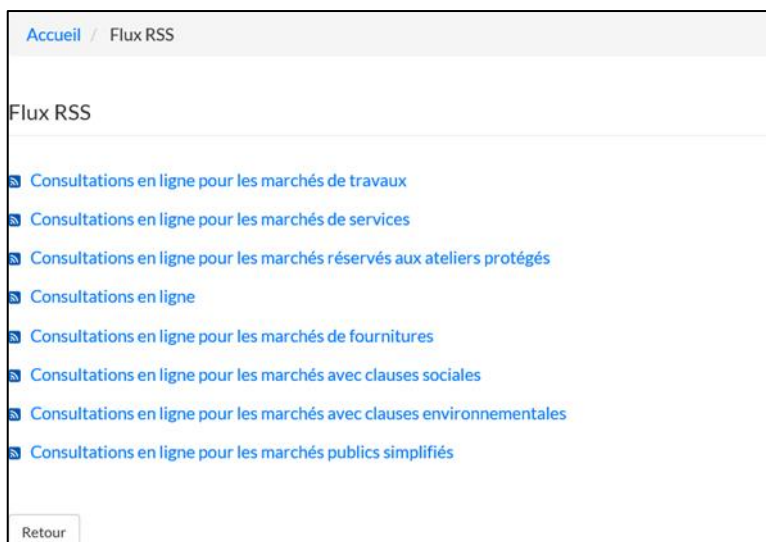 Accueil / Flux RSS
Flux RSS
Consultations en ligne pour les marchés de travaux
Consultations en ligne pour les marchés de services
Consultations en ligne pour les marchés réservés aux ateliers protégés
Consultations en ligne
Consultations en ligne pour les marchés de fournitures
Consultations en ligne pour les marchés avec clauses sociales
Consultations en ligne pour les marchés avec clauses environnementales
Consultations en ligne pour les marchés publics simplifiés
Retour